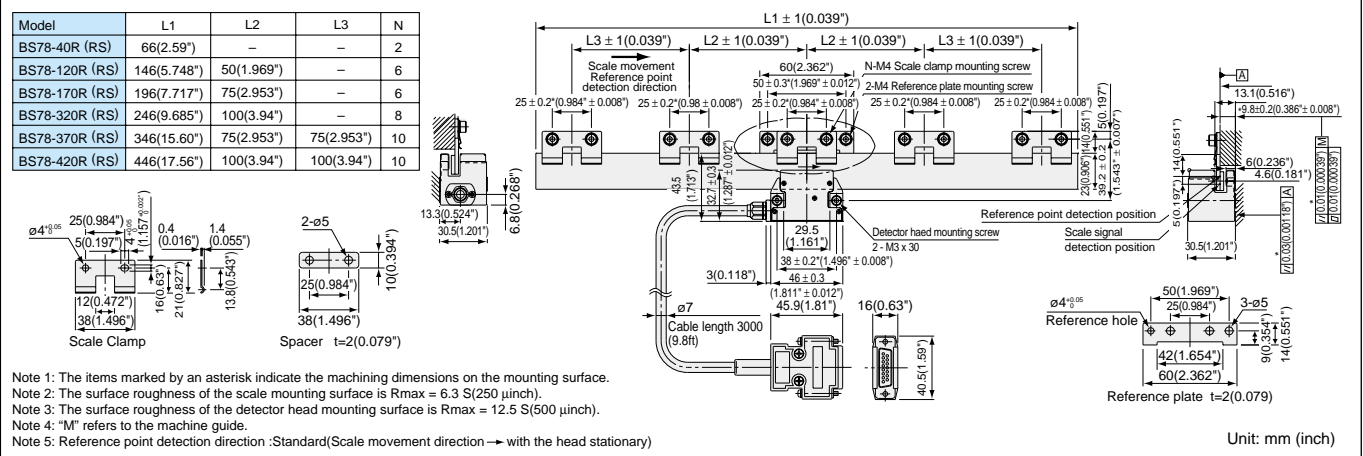 Model L1 L2 L3 N
BS78-40R (RS) 66(2.59") – – 2
BS78-120R (RS) 146(5.748") 50(1.969") – 6
BS78-170R (RS) 196(7.717") 75(2.953") – 6
BS78-320R (RS) 246(9.685") 100(3.94") – 8
BS78-370R (RS) 346(15.60") 75(2.953") 75(2.953") 10
BS78-420R (RS) 446(17.56") 100(3.94") 100(3.94") 10
L1 ± 1(0.039")
L3 ± 1(0.039") L2 ± 1(0.039") L2 ± 1(0.039") L3 ± 1(0.039")
Scale movement
Reference point
detection direction
60(2.362")
50 ± 0.3*(1.969" ± 0.012")
N-M4 Scale clamp mounting screw
2-M4 Reference plate mounting screw
25 ± 0.2*(0.984" ± 0.008") 25 ± 0.2*(0.98 ± 0.008") 25 ± 0.2*(0.984" ± 0.008") 25 ± 0.2*(0.984" ± 0.008") 25 ± 0.2*(0.984 ± 0.008")
5(0.197")
14(0.551")
23(0.906")
39.2 ± 0.2
(1.543" ± 0.007")
43.5
(1.713")
32.7 ± 0.3
(1.287" ± 0.012")
29.5
(1.161")
Detector haed mounting screw
2 - M3 x 30
38 ± 0.2*(1.496" ± 0.008")
3(0.118")
46 ± 0.3
(1.811" ± 0.012")
45.9(1.81")
16(0.63")
40.5(1.59")
ø7
Cable length 3000
(9.8ft)
13.3(0.524")
30.5(1.201")
6.8(0.268")
A
13.1(0.516")
9.8±0.2(0.386"±0.008")
M
0.01(0.00039")
0.01(0.00039")
14(0.551")
6(0.236")
4.6(0.181")
5(0.197")
Reference point detection position
Scale signal
detection position
30.5(1.201")
*
0.03(0.00118") A
*
25(0.984")
ø4+0.05
5(0.197")
0.4
(0.016")
1.4
(0.055")
16(0.63")
21(0.827")
13.8(0.543")
12(0.472")
38(1.496")
Scale Clamp
2-ø5
10(0.394")
25(0.984")
38(1.496")
Spacer t=2(0.079")
50(1.969")
25(0.984")
ø4+0.05
Reference hole
3-ø5
9(0,354")
14(0.551")
42(1.654")
60(2.362")
Reference plate t=2(0.079)
Note 1: The items marked by an asterisk indicate the machining dimensions on the mounting surface.
Note 2: The surface roughness of the scale mounting surface is Rmax = 6.3 S(250 µinch).
Note 3: The surface roughness of the detector head mounting surface is Rmax = 12.5 S(500 µinch).
Note 4: “M” refers to the machine guide.
Note 5: Reference point detection direction :Standard(Scale movement direction → with the head stationary)
Unit: mm (inch)